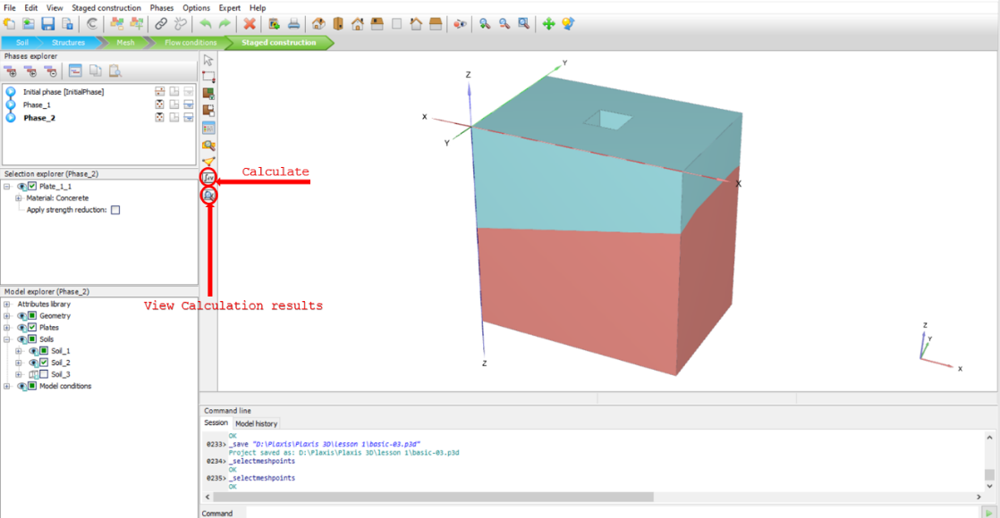 File Edit View Staged construction Phases Options Expert Help
Soil Structures Mesh Flow conditions Staged construction
Phases explorer
Initial phase [InitialPhase]
Phase_1
Phase_2
Selection explorer (Phase_2)
Plate_1_1
Material: Concerete
Apply strength reduction:
Model explorer (Phase_2)
Attributes library
Geometry
Plates
Soils
Soil_1
Soil_2
Soil_3
Model conditions
Calculate
View Calculation results
Z
Y
X
Y
X
Z
Z
Y
X
Command line
Session Model history
OK
0233> _save "D:\Plaxis\Plaxis 3D\lesson 1\basic-03.p3d"
Project saved as: D:\Plaxis\Plaxis 3D\lesson 1\basic-03.p3d
0234> _selectmeshpoints
OK
0235> _selectmeshpoints
OK
Command